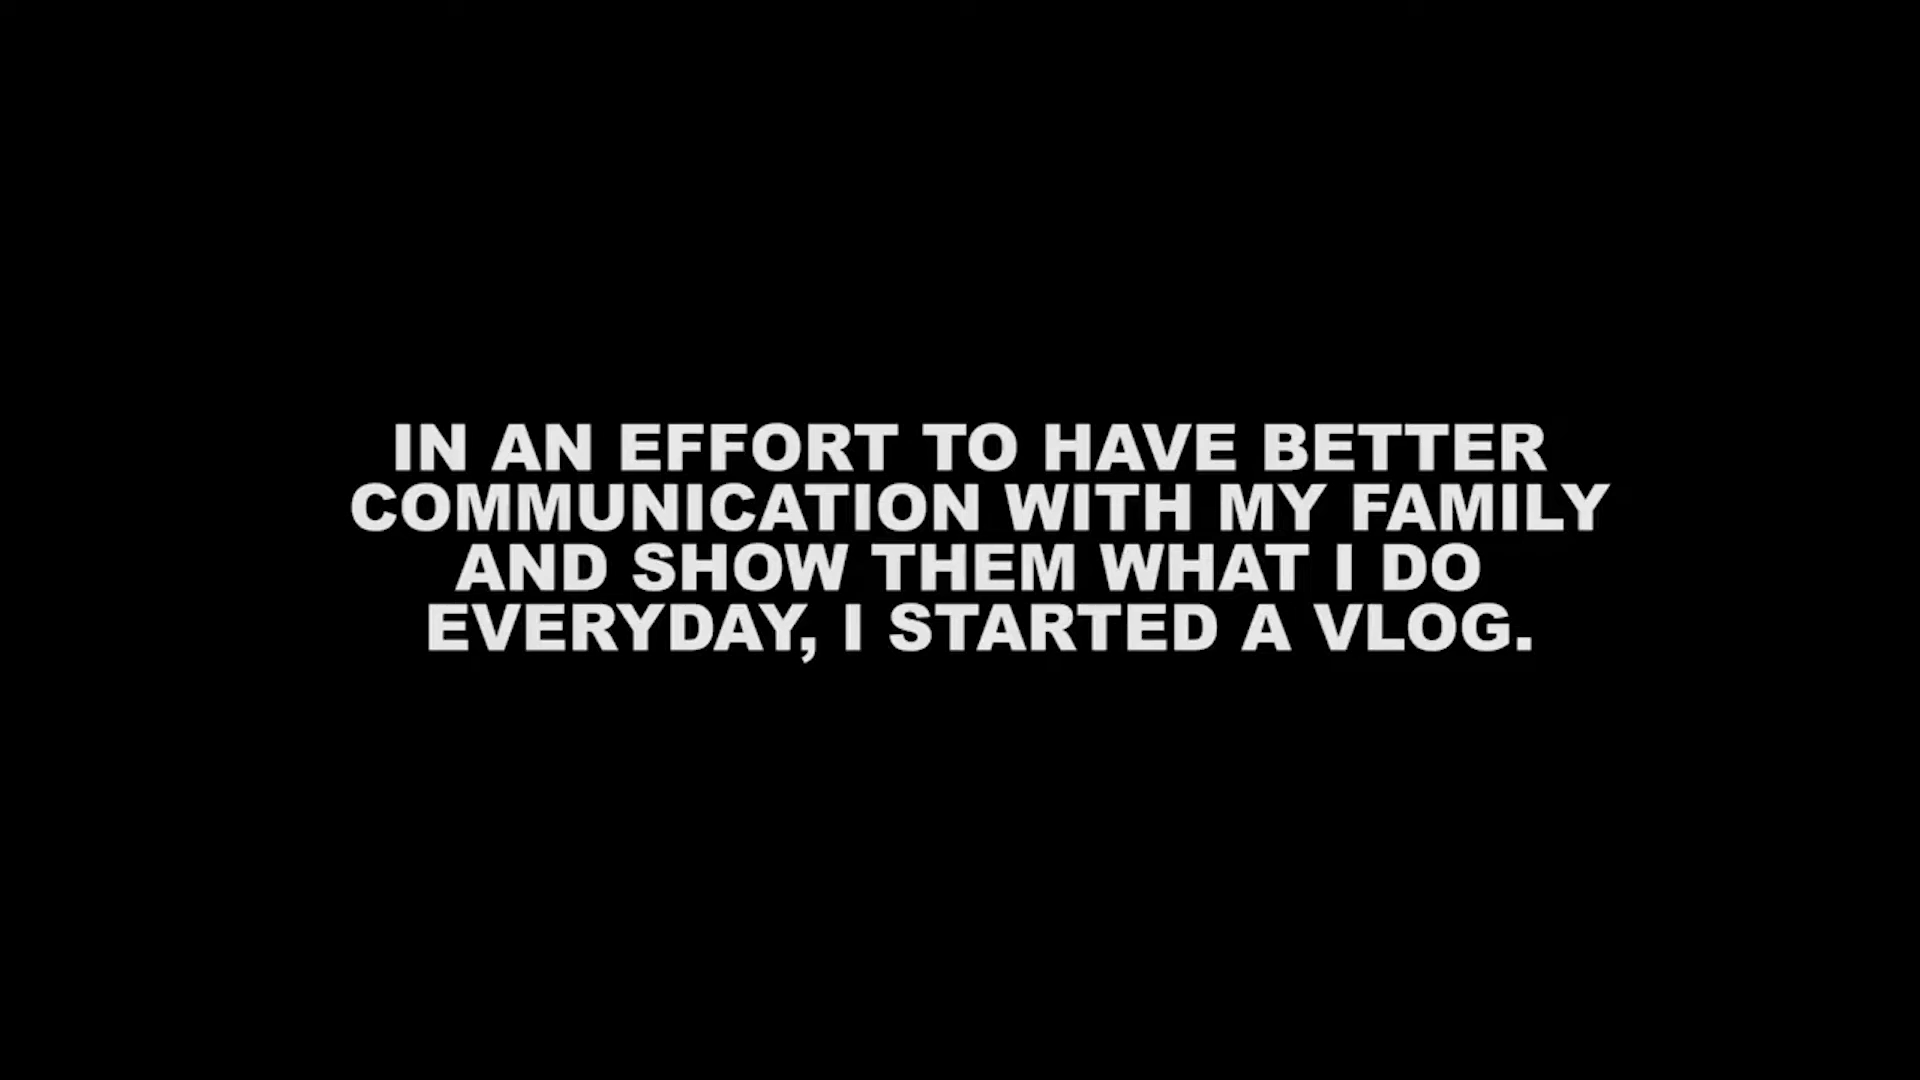 IN AN EFFORT TO HAVE BETTER
COMMUNICATION WITH MY FAMILY
AND SHOW THEM WHAT I DO
EVERYDAY, I STARTED A VLOG.